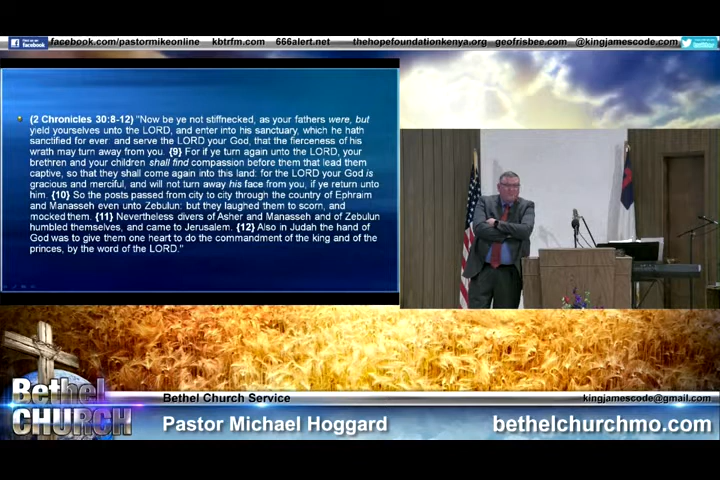 Find us on facebook facebook.com/pastormikeonline kbtrfm.com 666alert.net thehopefoundationkenya.org geofrisbee.com @kingjamescode.com twitter
(2 Chronicles 30:8-12) "Now be ye not stiffnecked, as your fathers were, but
yield yourselves unto the LORD, and enter into his sanctuary, which he hath
sanctified for ever: and serve the LORD your God, that the fierceness of his
wrath may turn away from you. {9} For if ye turn again unto the LORD, your
brethren and your children shall find compassion before them that lead them
captive, so that they shall come again into this land: for the LORD your God is
gracious and merciful, and will not turn away his face from you, if ye return unto
him. {10} So the posts passed from city to city through the country of Ephraim
and Manasseh even unto Zebulun: but they laughed them to scorn, and
mocked them. {11} Nevertheless divers of Asher and Manasseh and of Zebulun
humbled themselves, and came to Jerusalem. {12} Also in Judah the hand of
God was to give them one heart to do the commandment of the king and of the
princes, by the word of the LORD."
Bethel
CHURCH
Bethel Church Service
kingjamescode@gmail.com
Pastor Michael Hoggard
bethelchurchmo.com